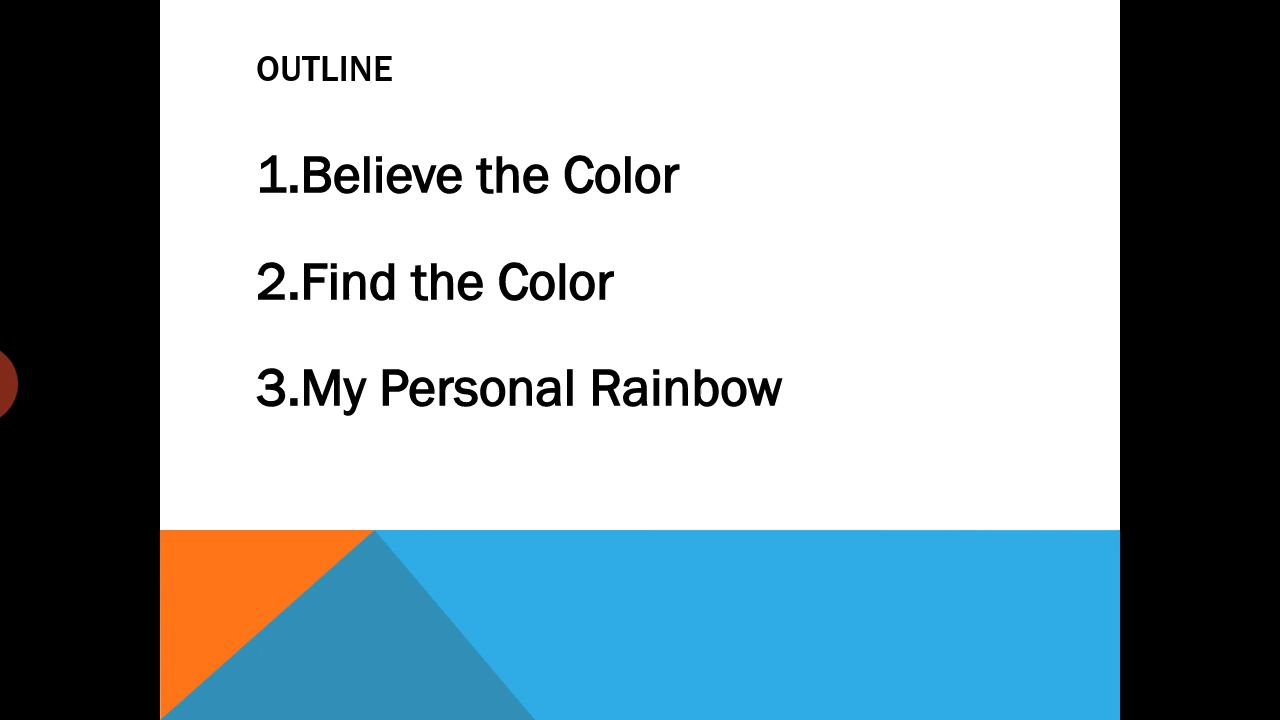 OUTLINE
1.Believe the Color
2.Find the Color
3.My Personal Rainbow